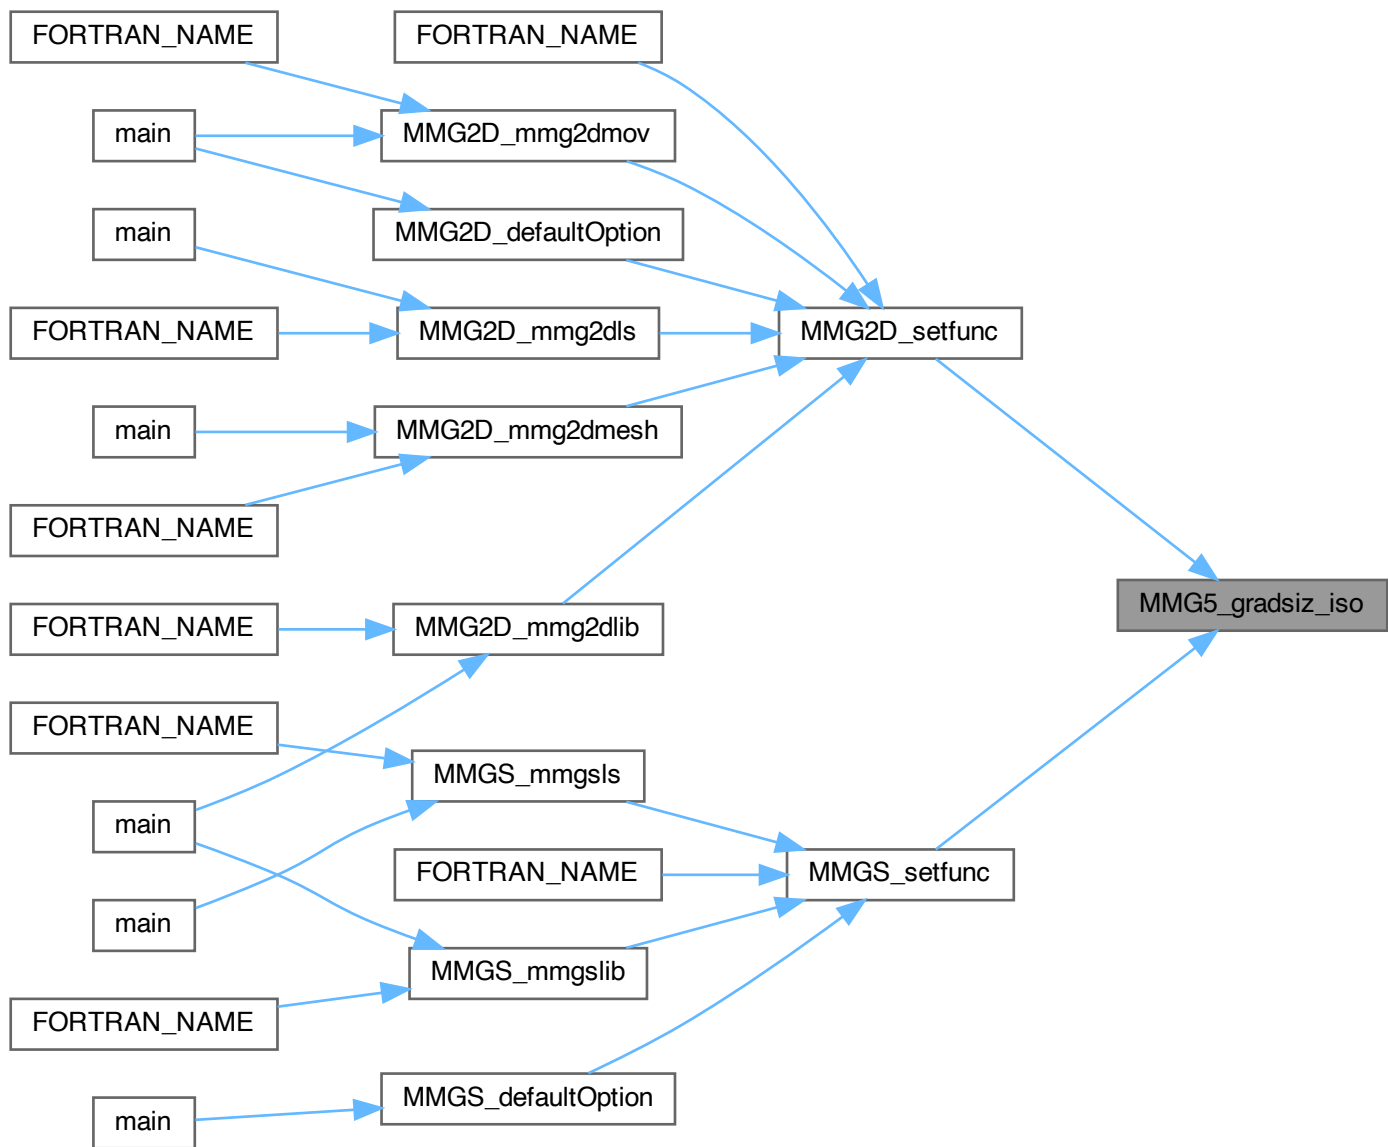 FORTRAN_NAME
FORTRAN_NAME
main
MMG2D_mmg2dmov
main
MMG2D_defaultOption
FORTRAN_NAME
MMG2D_mmg2dls
MMG2D_setfunc
main
MMG2D_mmg2dmesh
FORTRAN_NAME
MMG5_gradsiz_iso
FORTRAN_NAME
MMG2D_mmg2dlib
FORTRAN_NAME
MMGS_mmgsls
main
FORTRAN_NAME
MMGS_setfunc
main
MMGS_mmgslib
FORTRAN_NAME
MMGS_defaultOption
main